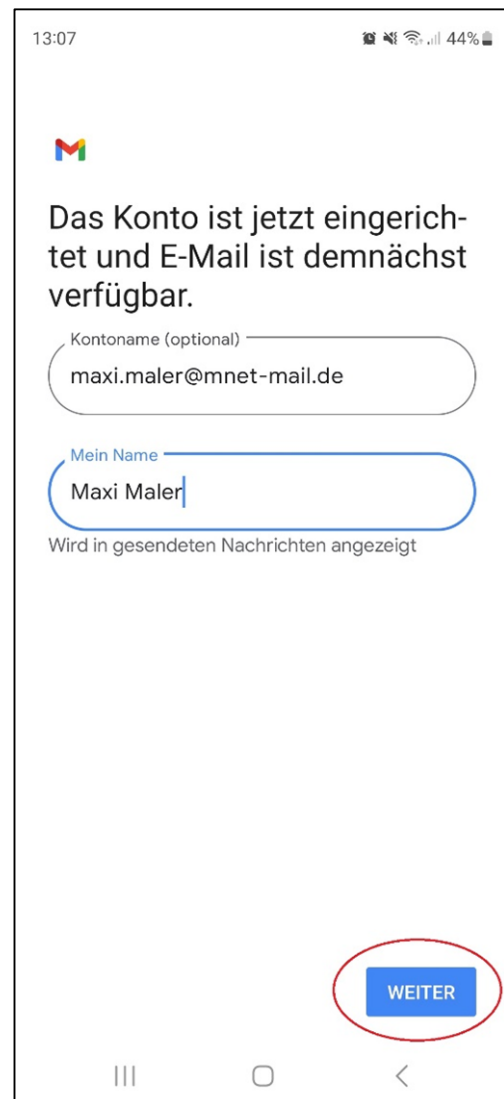 13:07 44%
Das Konto ist jetzt eingerich-
tet und E-Mail ist demnächst
verfügbar.
Kontoname (optional)
maxi.maler@mnet-mail.de
Mein Name
Maxi Maler
Wird in gesendeten Nachrichten angezeigt
WEITER